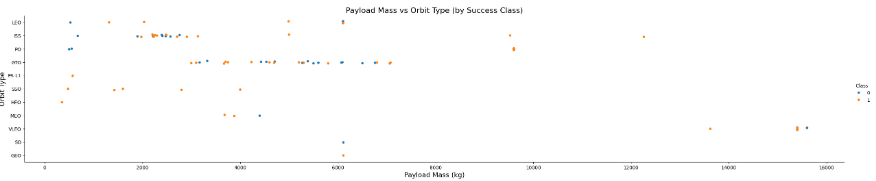 Payload Mass vs Orbit Type (by Success Class)
LEO
ISS
PO
GTO
ES-L1
SSO
HEO
MEO
VLEO
SO
GEO
Orbit Type
0
2000
4000
6000
8000
10000
12000
14000
16000
Payload Mass (kg)
Class
0
1